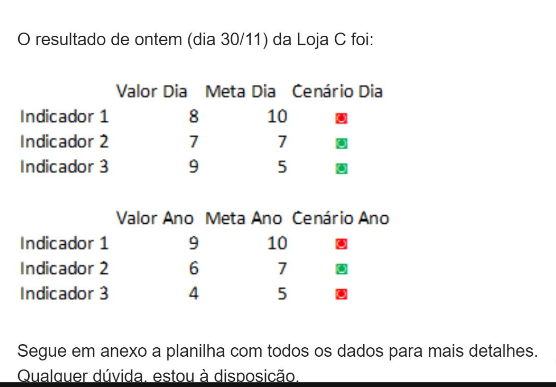 O resultado de ontem (dia 30/11) da Loja C foi:
Valor Dia Meta Dia Cenário Dia
Indicador 1 8 10
Indicador 2 7 7
Indicador 3 9 5
Valor Ano Meta Ano Cenário Ano
Indicador 1 9 10
Indicador 2 6 7
Indicador 3 4 5
Segue em anexo a planilha com todos os dados para mais detalhes.
Qualquer dúvida, estou à disposição.